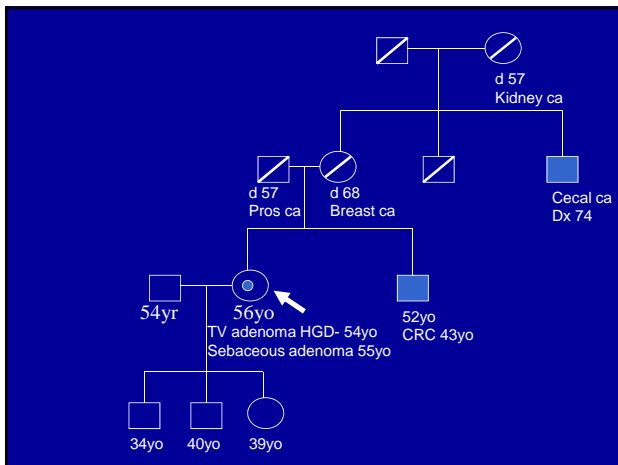 d 57
Kidney ca
d 57
Pros ca
d 68
Breast ca
Cecal ca
Dx 74
54yr
56yo
TV adenoma HGD- 54yo
Sebaceous adenoma 55yo
52yo
CRC 43yo
34yo
40yo
39yo